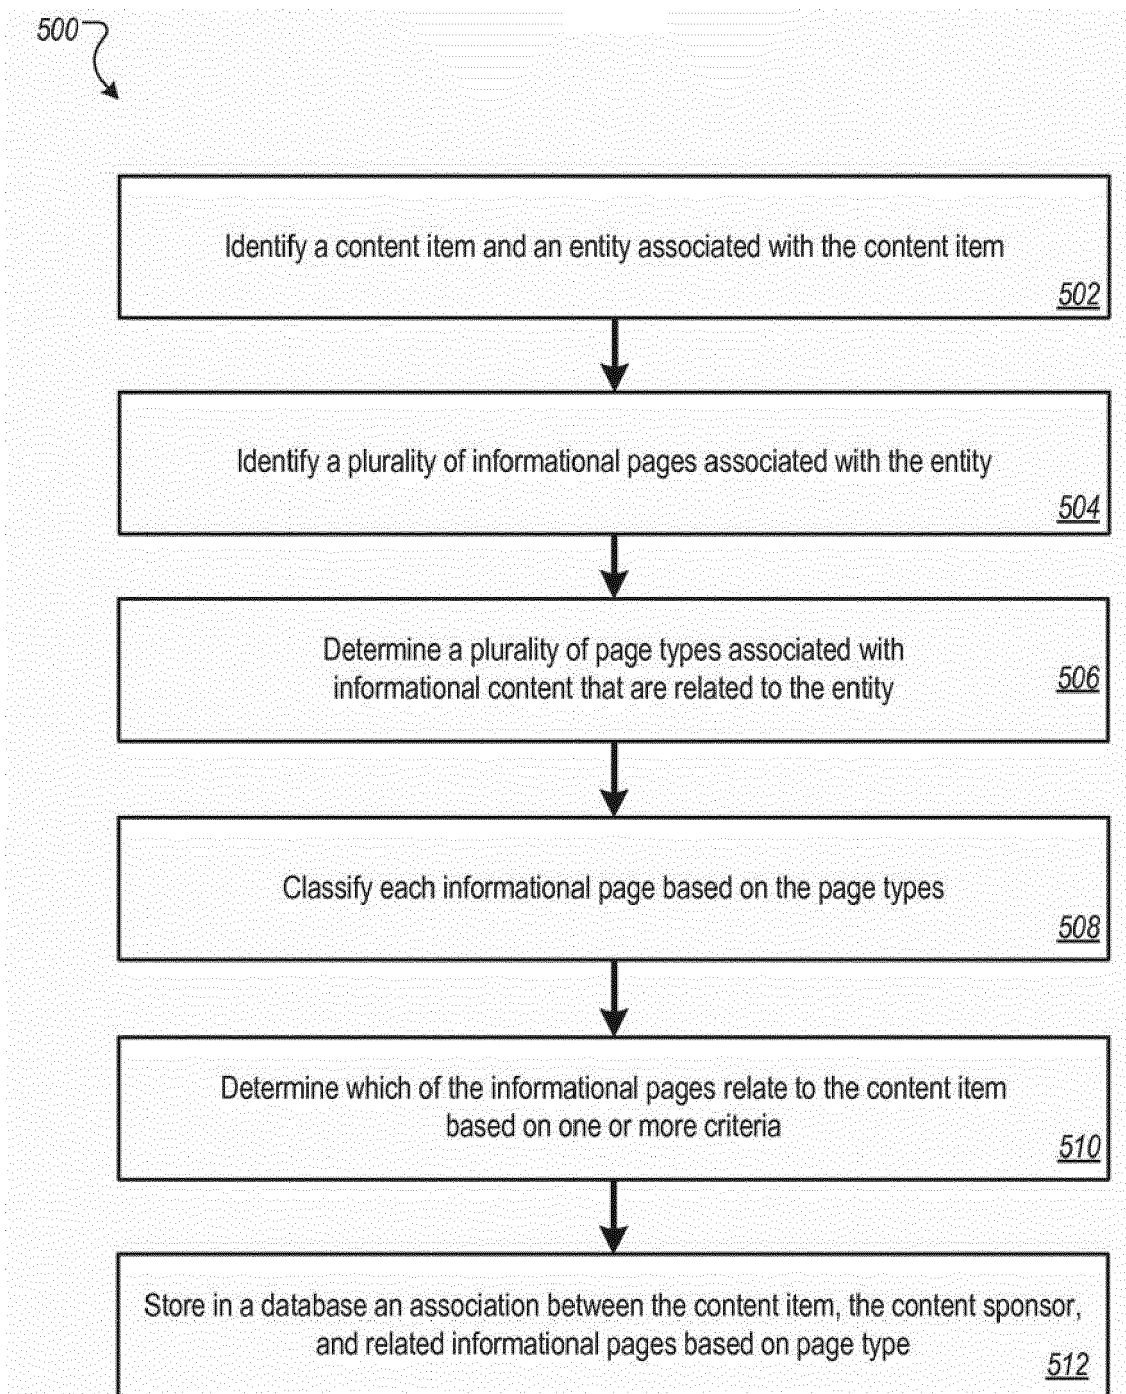 500
Identify a content item and an entity associated with the content item
502
Identify a plurality of informational pages associated with the entity
504
Determine a plurality of page types associated with
informational content that are related to the entity
506
Classify each informational page based on the page types
508
Determine which of the informational pages relate to the content item
based on one or more criteria
510
Store in a database an association between the content item, the content sponsor,
and related informational pages based on page type
512